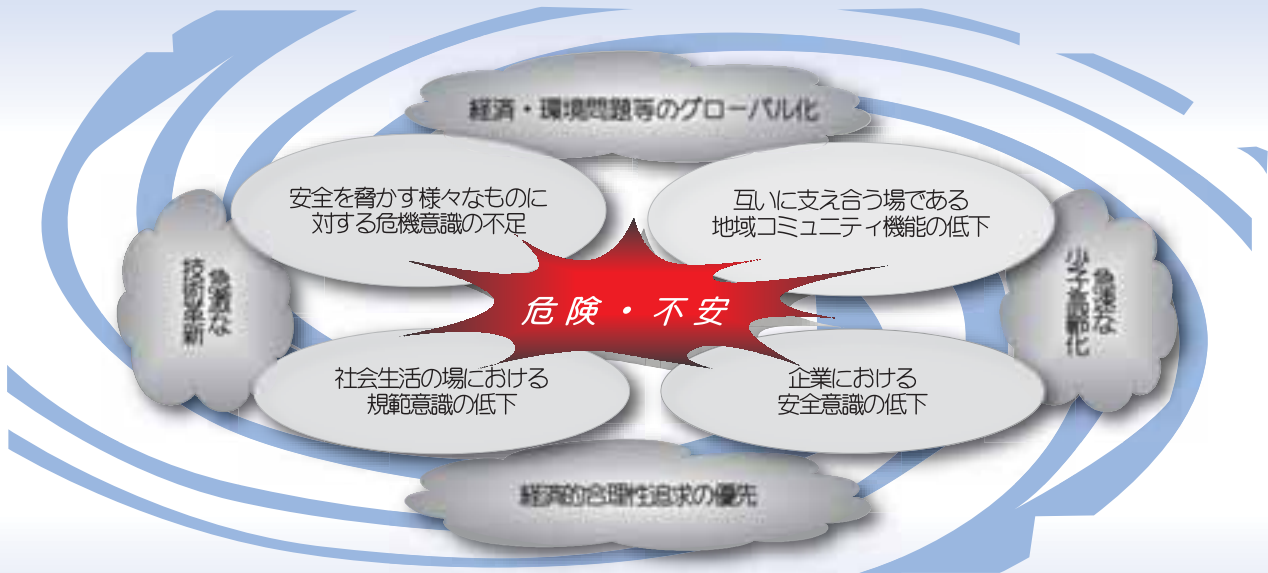 経済・環境問題等のグローバル化
安全を脅かす様々なものに
対する危機意識の不足
互いに支え合う場である
地域コミュニティ機能の低下
急激な
技術革新
危険・不安
急速な
少子高齢化
社会生活の場における
規範意識の低下
企業における
安全意識の低下
経済的合理性追求の優先